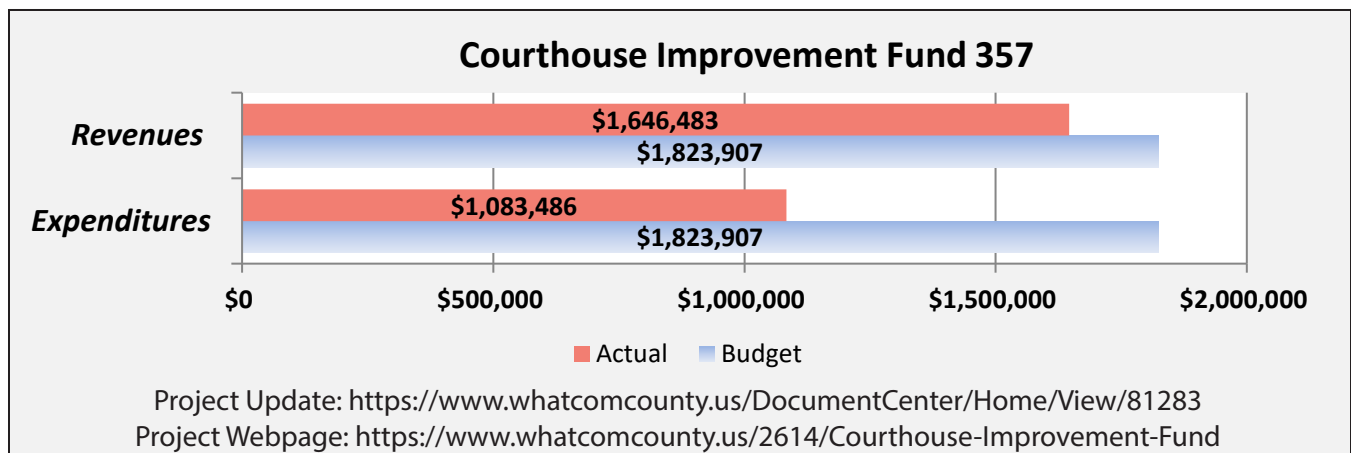 Courthouse Improvement Fund 357
Revenues
$1,646,483
$1,823,907
Expenditures
$1,083,486
$1,823,907
$0 $500,000 $1,000,000 $1,500,000 $2,000,000
Actual Budget
Project Update: https://www.whatcomcounty.us/DocumentCenter/Home/View/81283
Project Webpage: https://www.whatcomcounty.us/2614/Courthouse-Improvement-Fund